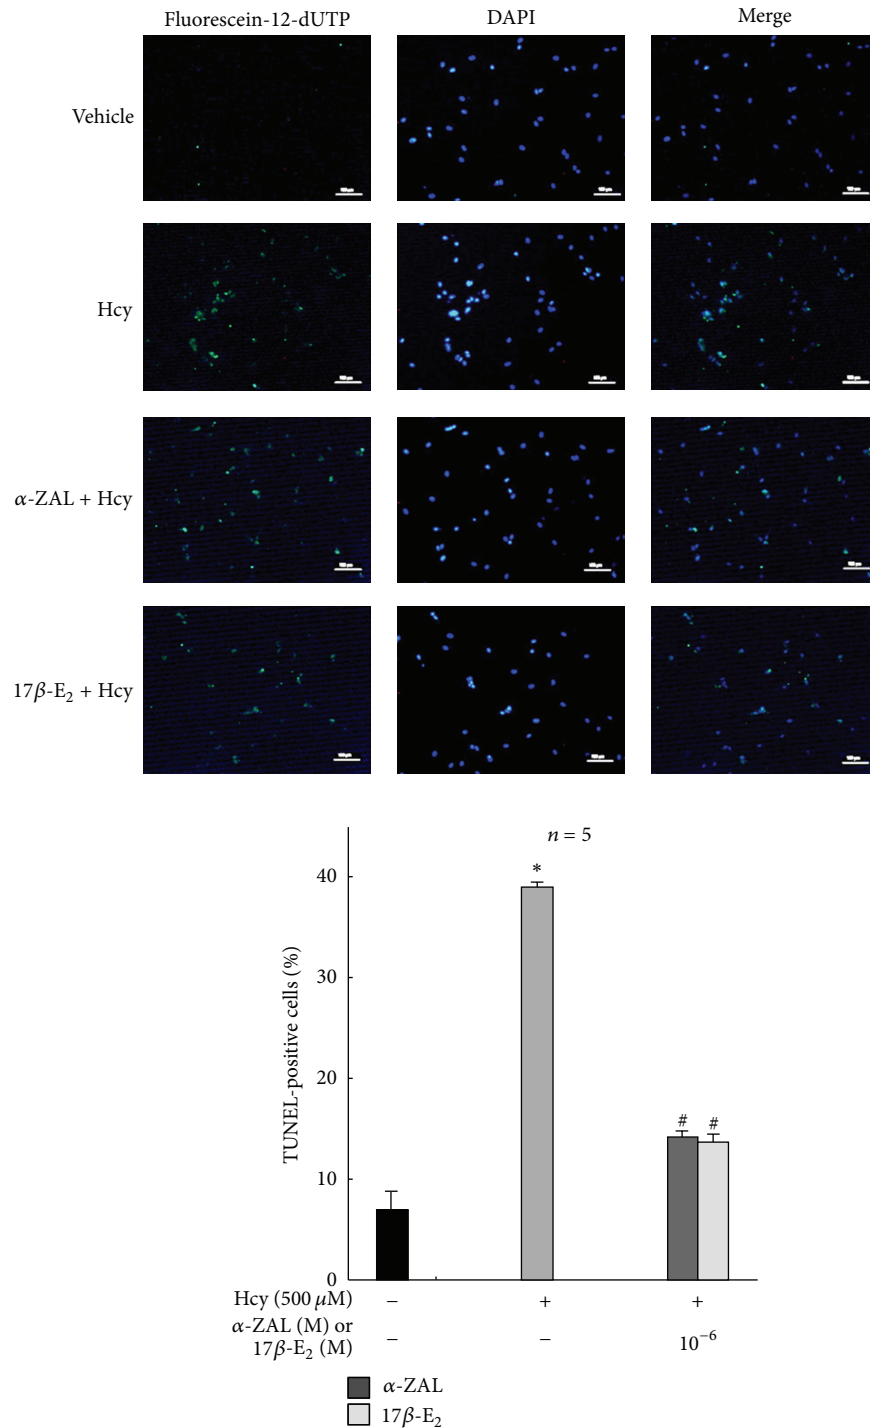 Fluorescein-12-dUTP DAPI Merge
Vehicle
Hcy
α-ZAL + Hcy
17β-E₂ + Hcy
n = 5
*
40
30
TUNEL-positive cells (%)
20
# #
10
0
Hcy (500 μM) − + +
α-ZAL (M) or
17β-E₂ (M) − − 10⁻⁶
α-ZAL
17β-E₂